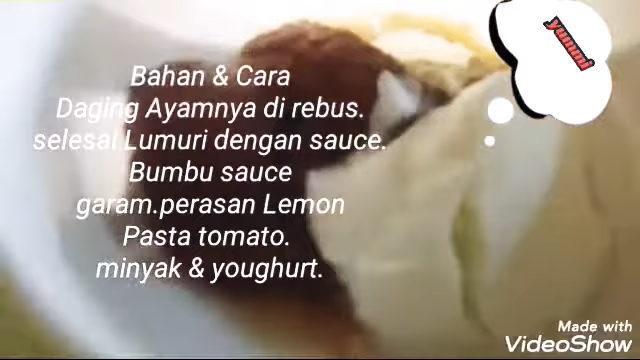 yummi
Bahan & Cara
Daging Ayamnya di rebus.
selesai Lumuri dengan sauce.
Bumbu sauce
garam.perasan Lemon
Pasta tomato.
minyak & youghurt.
Made with
VideoShow